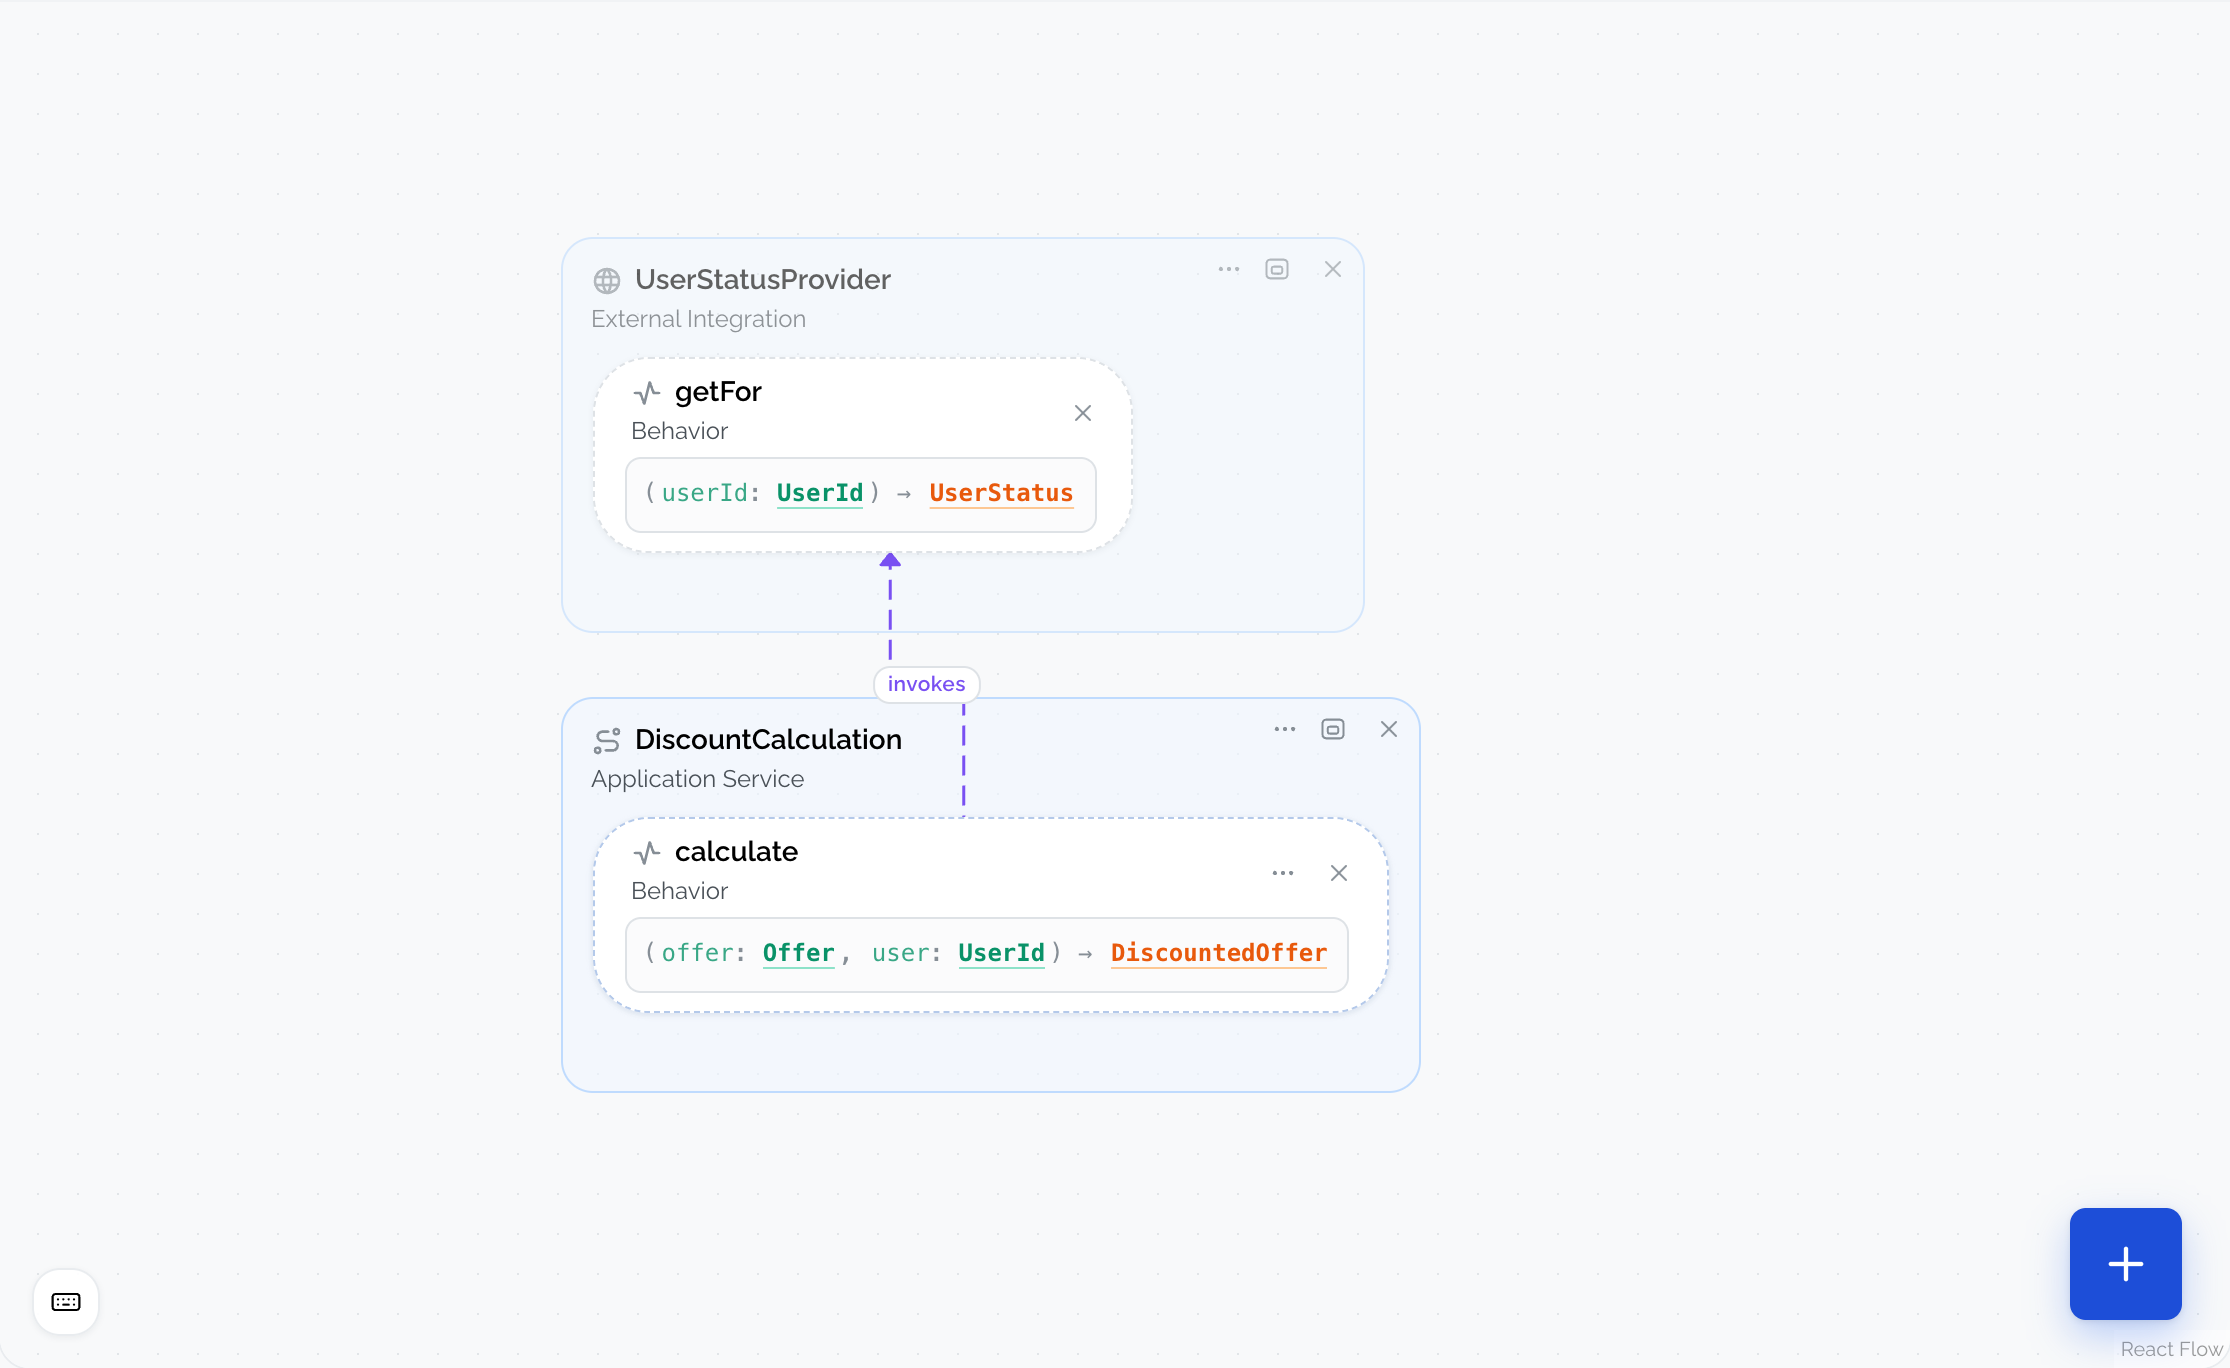 UserStatusProvider
External Integration
getFor
Behavior
(userId: UserId) → UserStatus
invokes
DiscountCalculation
Application Service
calculate
Behavior
(offer: Offer, user: UserId) → DiscountedOffer
React Flow